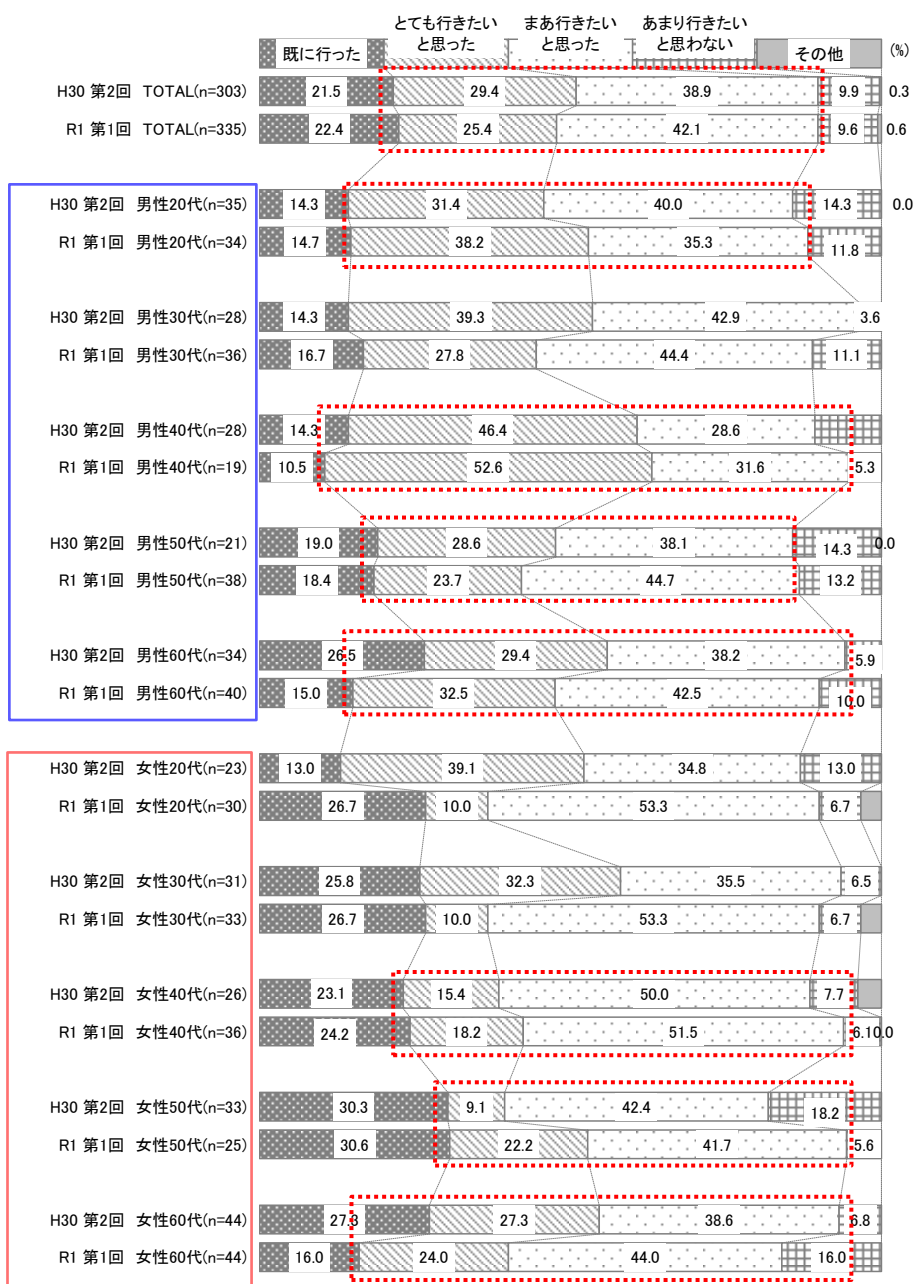 とても行きたい まあ行きたい あまり行きたい
既に行った と思った と思った と思わない その他 (%)
H30 第2回 TOTAL(n=303) 21.5 29.4 38.9 9.9 0.3
R1 第1回 TOTAL(n=335) 22.4 25.4 42.1 9.6 0.6
H30 第2回 男性20代(n=35) 14.3 31.4 40.0 14.3 0.0
R1 第1回 男性20代(n=34) 14.7 38.2 35.3 11.8
H30 第2回 男性30代(n=28) 14.3 39.3 42.9 3.6
R1 第1回 男性30代(n=36) 16.7 27.8 44.4 11.1
H30 第2回 男性40代(n=28) 14.3 46.4 28.6
R1 第1回 男性40代(n=19) 10.5 52.6 31.6 5.3
H30 第2回 男性50代(n=21) 19.0 28.6 38.1 14.3 0.0
R1 第1回 男性50代(n=38) 18.4 23.7 44.7 13.2
H30 第2回 男性60代(n=34) 26.5 29.4 38.2 5.9
R1 第1回 男性60代(n=40) 15.0 32.5 42.5 10.0
H30 第2回 女性20代(n=23) 13.0 39.1 34.8 13.0
R1 第1回 女性20代(n=30) 26.7 10.0 53.3 6.7
H30 第2回 女性30代(n=31) 25.8 32.3 35.5 6.5
R1 第1回 女性30代(n=33) 26.7 10.0 53.3 6.7
H30 第2回 女性40代(n=26) 23.1 15.4 50.0 7.7
R1 第1回 女性40代(n=36) 24.2 18.2 51.5 6.1 0.0
H30 第2回 女性50代(n=33) 30.3 9.1 42.4 18.2
R1 第1回 女性50代(n=25) 30.6 22.2 41.7 5.6
H30 第2回 女性60代(n=44) 27.3 27.3 38.6 6.8
R1 第1回 女性60代(n=44) 16.0 24.0 44.0 16.0